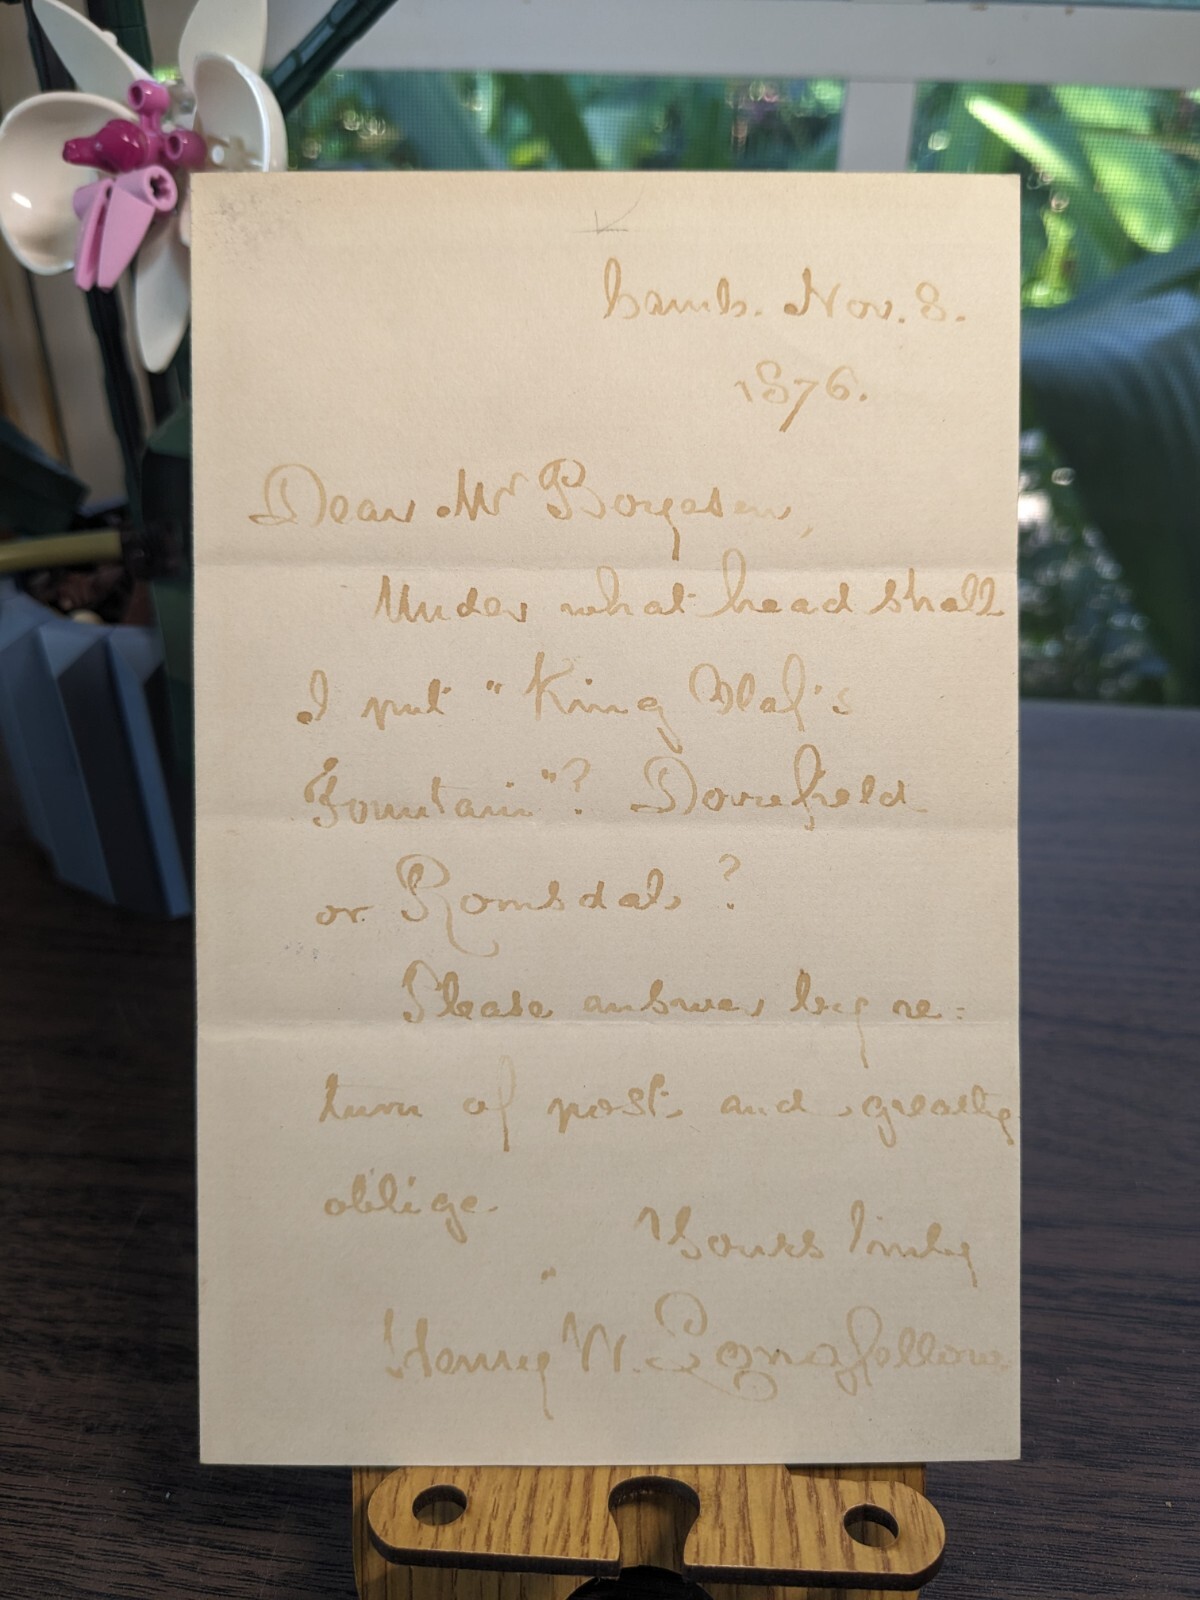 Camb. Nov. 8.
1876.
Dear Mr Boyesen,
Under what head shall
I put "King Olaf's
Fountain"? Dovrefield
or Romsdal?
Please answer by re=
turn of post, and greatly
oblige.
Yours truly
Henry W. Longfellow